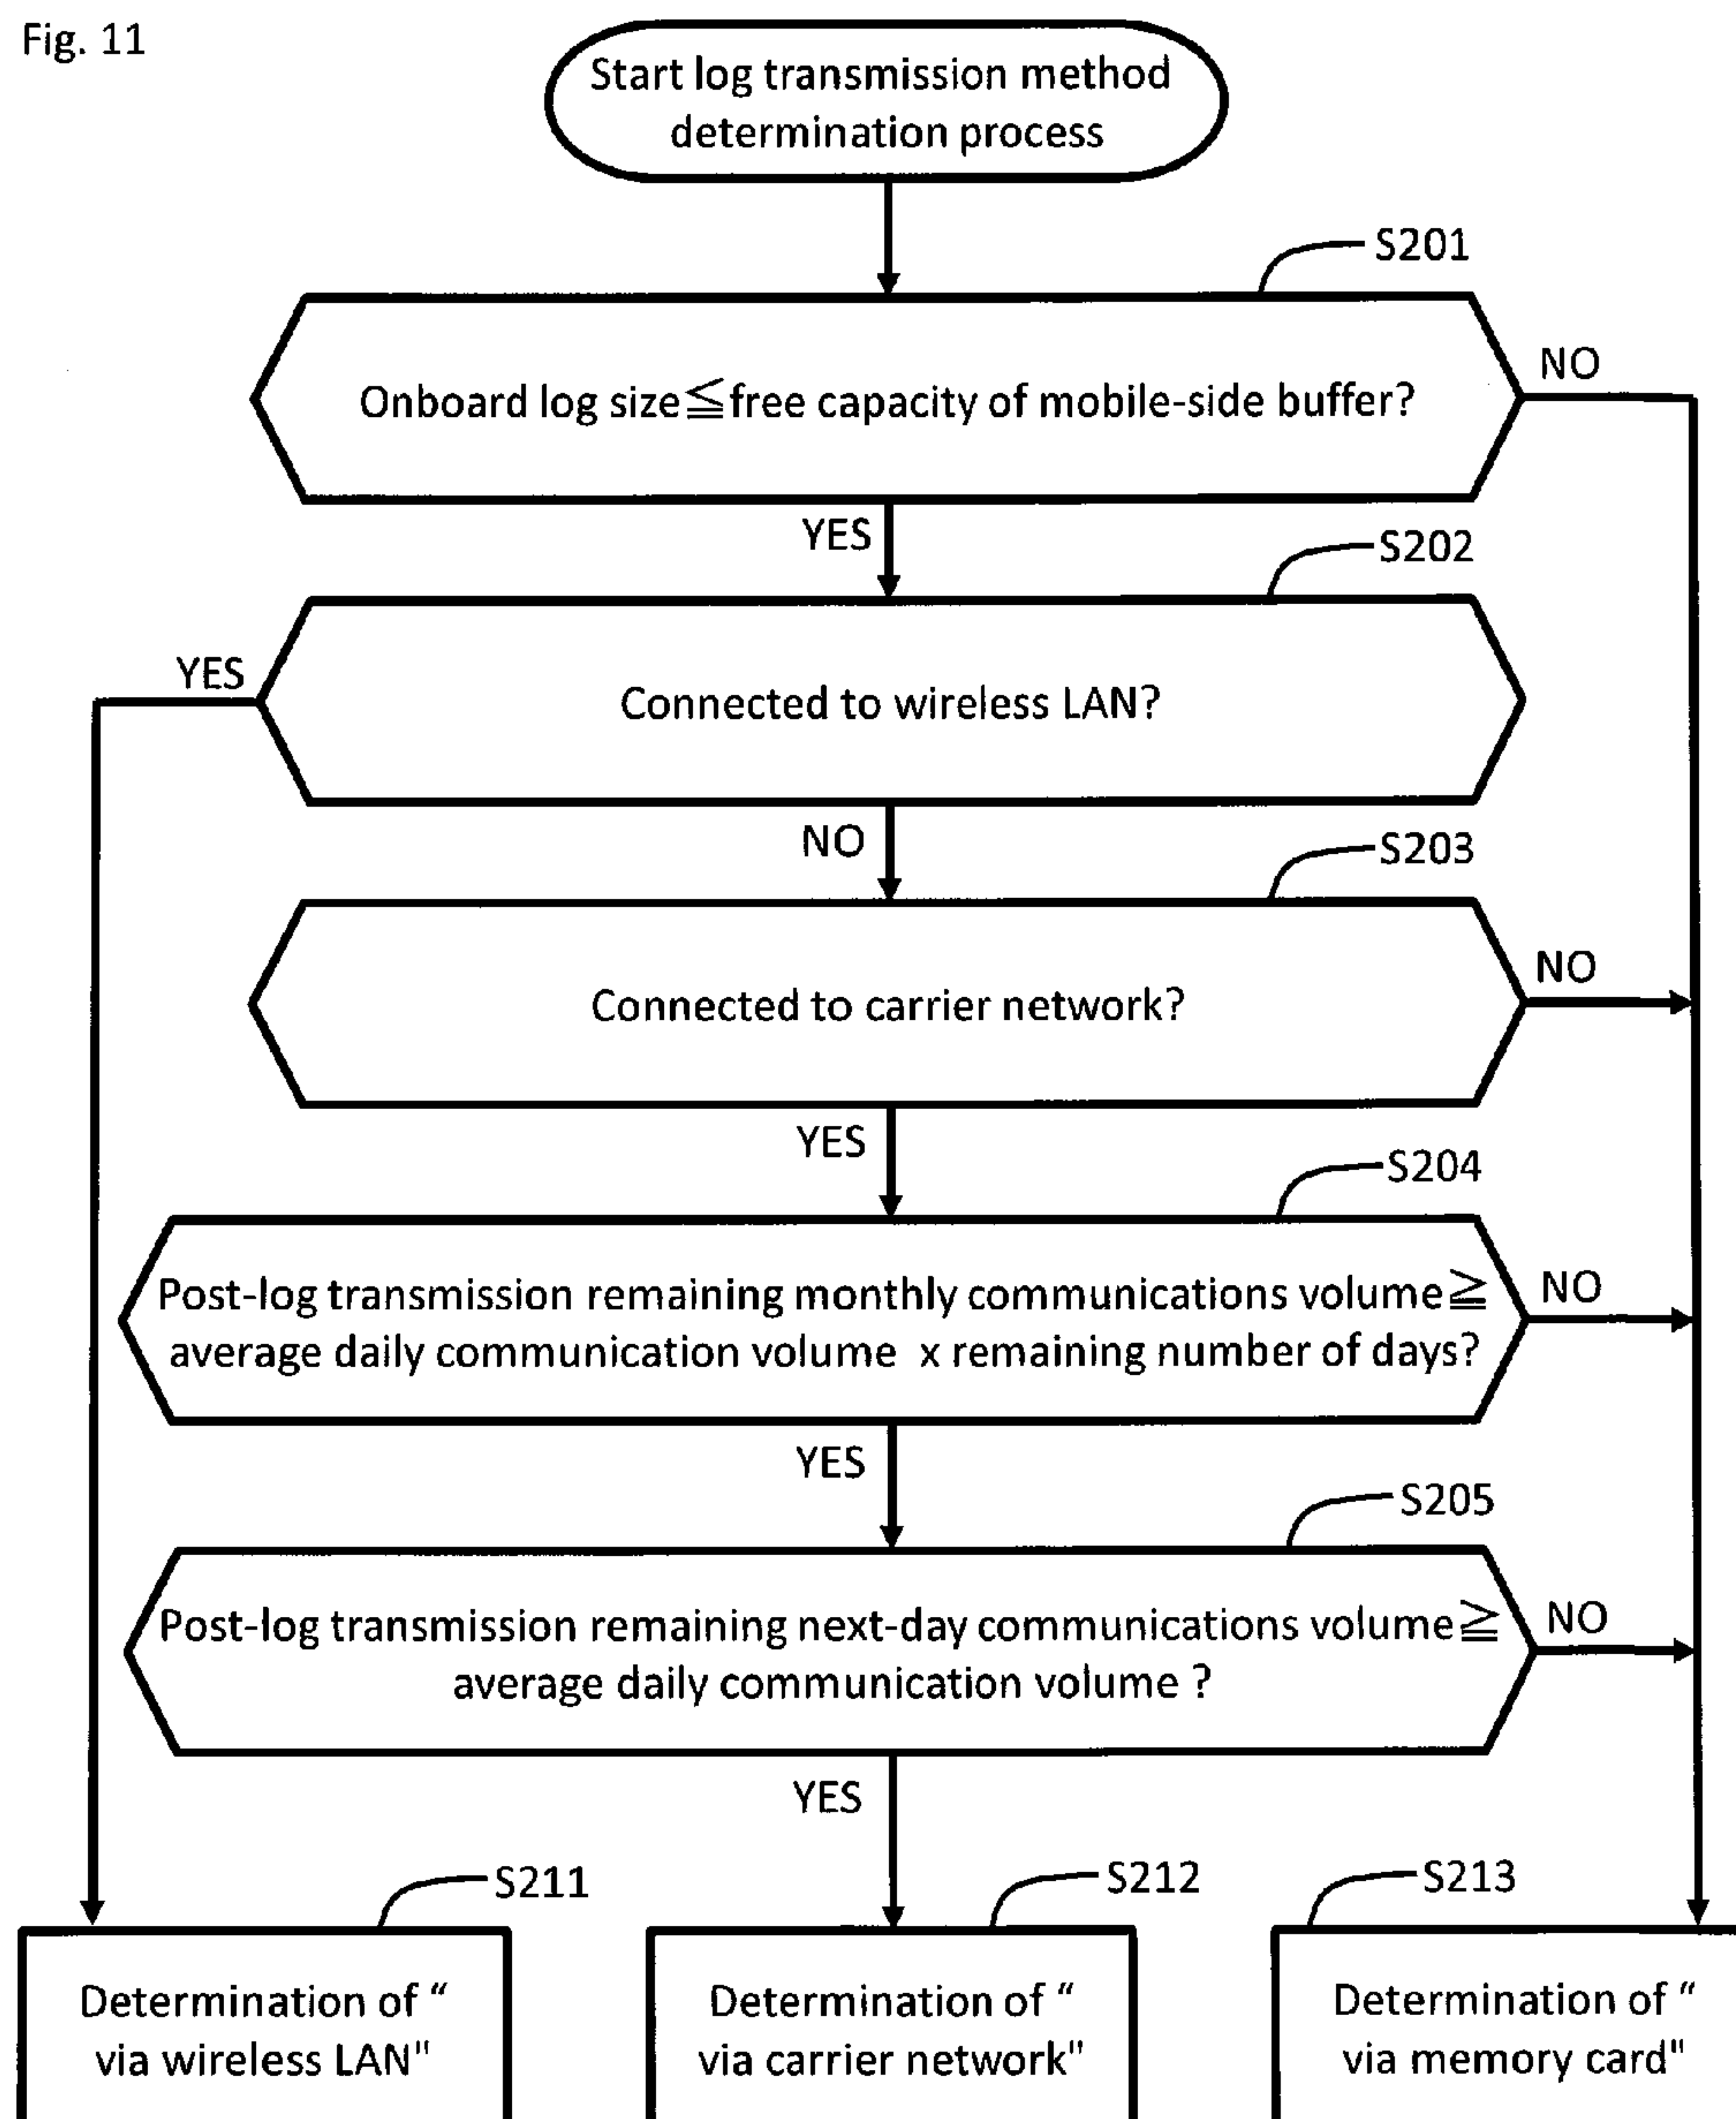 Fig. 11
Start log transmission method
determination process
S201
Onboard log size≦free capacity of mobile-side buffer?
NO
YES
S202
YES
Connected to wireless LAN?
NO
S203
Connected to carrier network?
NO
YES
S204
Post-log transmission remaining monthly communications volume≧
average daily communication volume x remaining number of days?
NO
YES
S205
Post-log transmission remaining next-day communications volume≧
average daily communication volume ?
NO
YES
S211
S212
S213
Determination of “
via wireless LAN"
Determination of “
via carrier network"
Determination of “
via memory card"